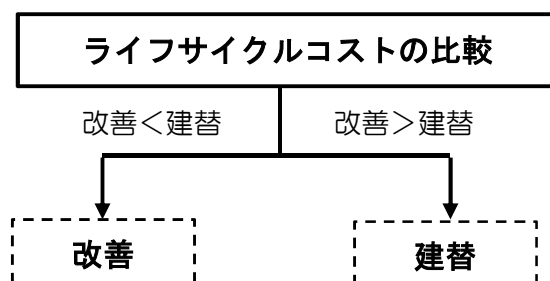 ライフサイクルコストの比較
改善＜建替
改善＞建替
改善
建替